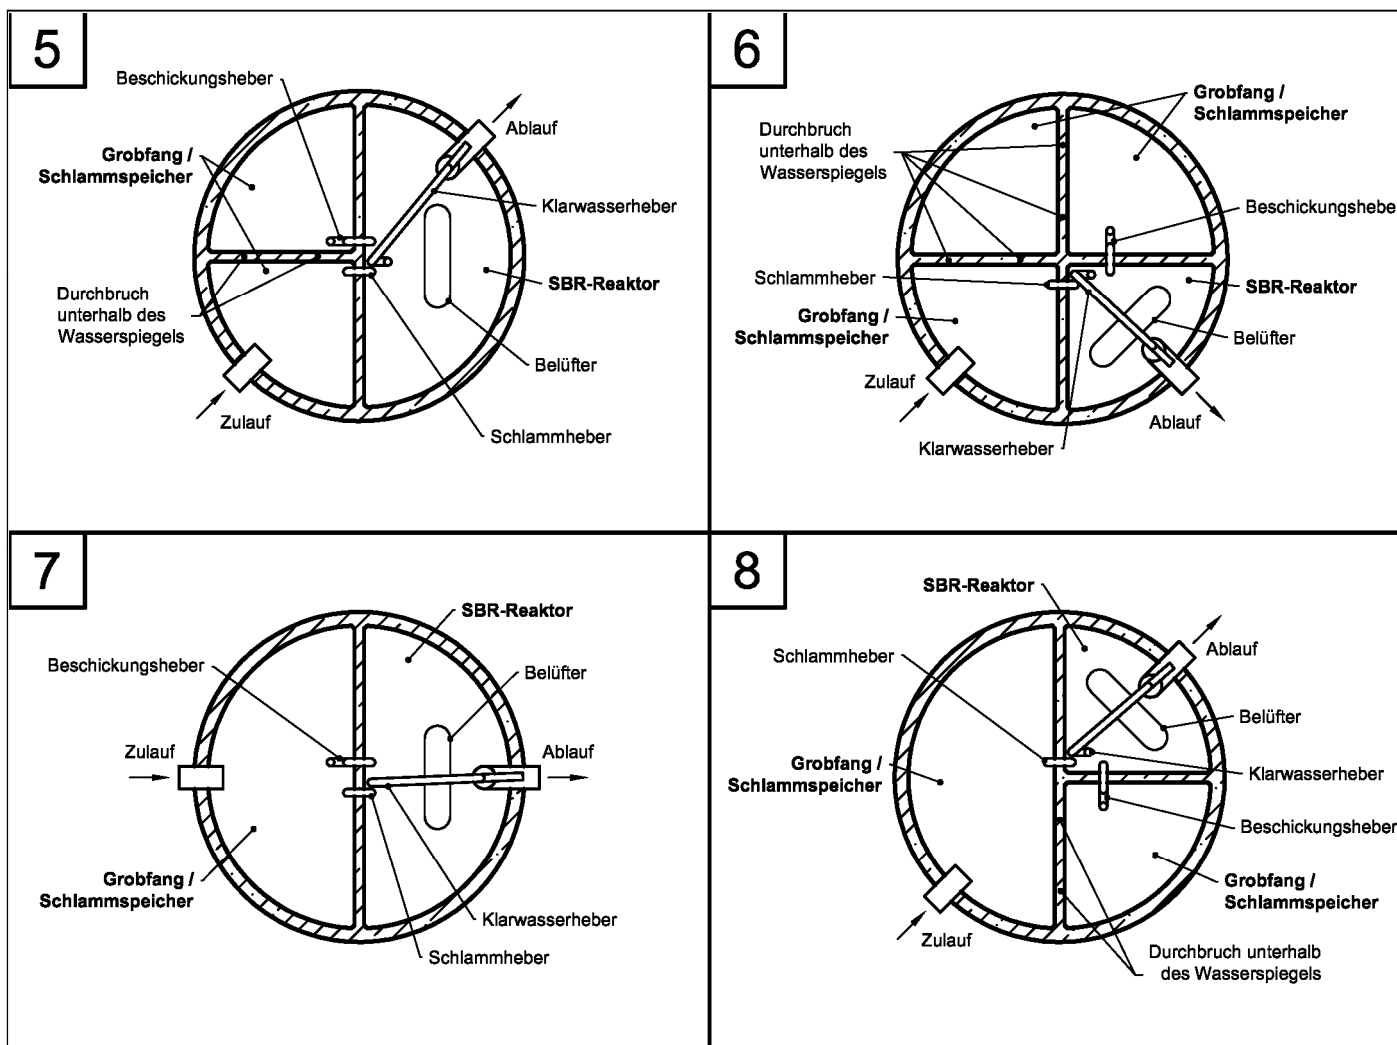 5
Beschickungsheber
Ablauf
Grobfang /
Schlammspeicher
Klarwasserheber
SBR-Reaktor
Durchbruch
unterhalb des
Wasserspiegels
Belüfter
Zulauf
Schlammheber
6
Grobfang /
Schlammspeicher
Durchbruch
unterhalb des
Wasserspiegels
Beschickungshebe
Schlammheber
SBR-Reaktor
Grobfang /
Schlammspeicher
Belüfter
Zulauf
Ablauf
Klarwasserheber
7
SBR-Reaktor
Beschickungsheber
Belüfter
Zulauf
Ablauf
Grobfang /
Schlammspeicher
Klarwasserheber
Schlammheber
8
SBR-Reaktor
Schlammheber
Ablauf
Belüfter
Grobfang /
Schlammspeicher
Klarwasserheber
Beschickungsheber
Grobfang /
Schlammspeicher
Zulauf
Durchbruch unterhalb
des Wasserspiegels